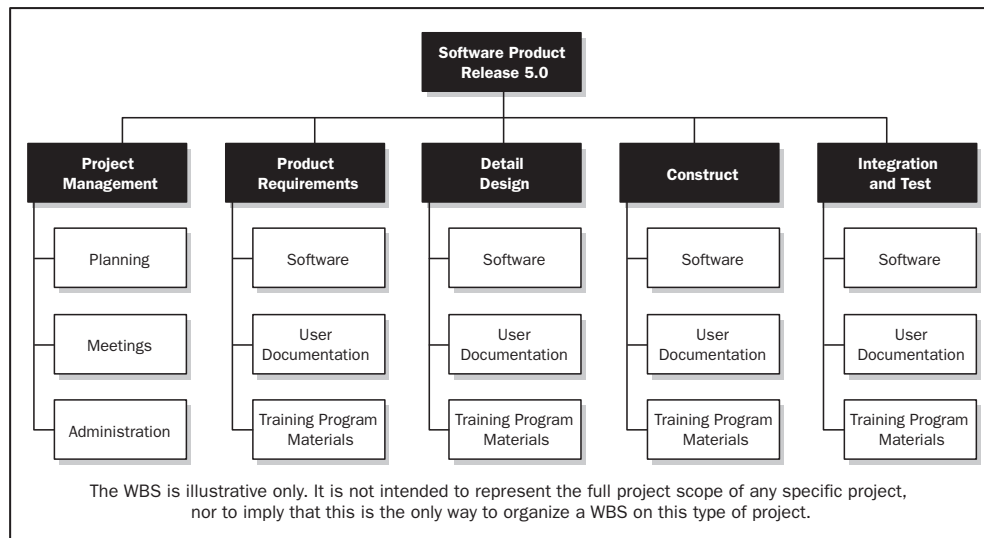 Software Product
Release 5.0
Project
Management
Product
Requirements
Detail
Design
Construct
Integration
and Test
Planning
Software
Software
Software
Software
Meetings
User
Documentation
User
Documentation
User
Documentation
User
Documentation
Administration
Training Program
Materials
Training Program
Materials
Training Program
Materials
Training Program
Materials
The WBS is illustrative only. It is not intended to represent the full project scope of any specific project,
nor to imply that this is the only way to organize a WBS on this type of project.